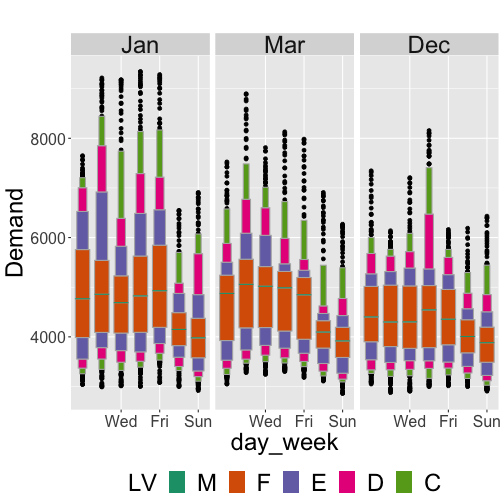 Jan Mar Dec
Demand
8000
6000
4000
Wed Fri Sun Wed Fri Sun Wed Fri Sun
day_week
LV M F E D C